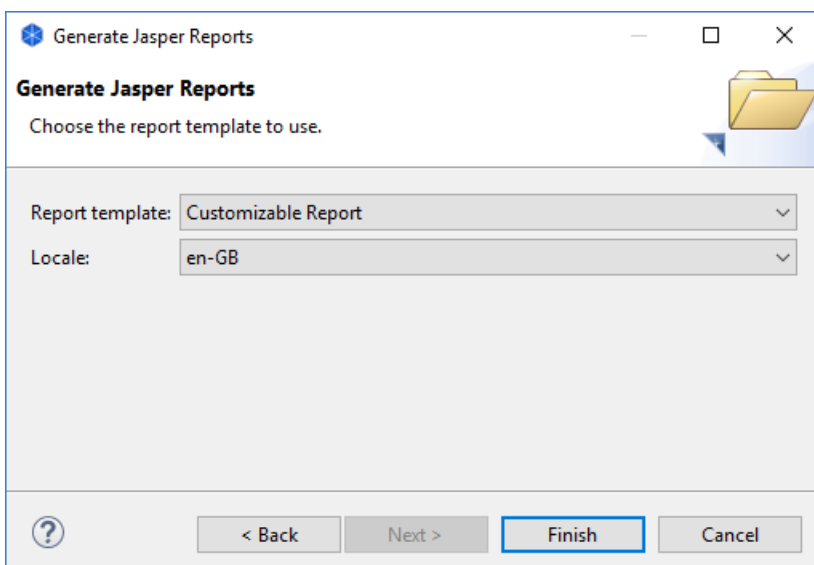 Generate Jasper Reports
Generate Jasper Reports
Choose the report template to use.
Report template: Customizable Report
Locale: en-GB
? < Back Next > Finish Cancel